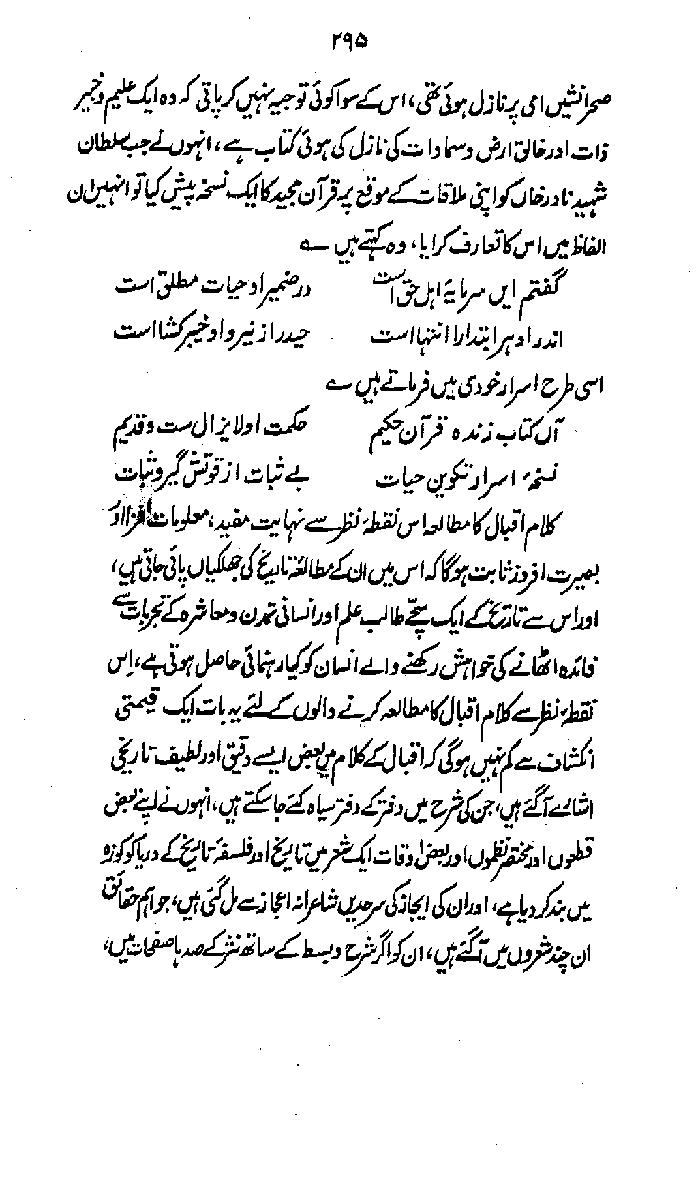 ۲۹۵
صحرا نشیں امی پر نازل ہوئی تھی، اس کے سوا کوئی توجیہ نہیں کر پاتی کہ وہ ایک علیم و خبیر
ذات اور خالق ارض و سماوات کی نازل کی ہوئی کتاب ہے، انہوں نے جب سلطان
شہید نادر خاں کو اپنی ملاقات کے موقع پر قرآن مجید کا ایک نسخہ پیش کیا تو انہیں ان
الفاظ میں اس کا تعارف کرایا، وہ کہتے ہیں ؎
گفتم ایں سرمایۂ اہل حق است در ضمیر او حیات مطلق است
اندر او ہر ابتدا را انتہا است حیدر از نیرو او خیبر کشا است
اسی طرح اسرار خودی میں فرماتے ہیں ؎
آں کتاب زندہ قرآن حکیم حکمت او لایزال ست و قدیم
نسخۂ اسرار تکوین حیات بے ثبات از قوتش گیرد ثبات
کلام اقبال کا مطالعہ اس نقطۂ نظر سے نہایت مفید، معلومات افزا اور
بصیرت افروز ثابت ہوگا کہ اس میں ان کے مطالعۂ تاریخ کی جھلکیاں پائی جاتی ہیں،
اور اس سے تاریخ کے ایک سچے طالب علم اور انسانی تمدن و معاشرہ کے تجربات سے
فائدہ اٹھانے کی خواہش رکھنے والے انسان کو کیا رہنمائی حاصل ہوتی ہے، اس
نقطۂ نظر سے کلام اقبال کا مطالعہ کرنے والوں کے لئے یہ بات ایک قیمتی
انکشاف سے کم نہیں ہوگی کہ اقبال کے کلام میں بعض ایسے دقیق اور لطیف تاریخی
اشارے آگئے ہیں، جن کی شرح میں دفتر کے دفتر سیاہ کئے جا سکتے ہیں، انہوں نے اپنے بعض
قطعوں اور مختصر نظموں اور بعض اوقات ایک شعر میں تاریخ اور فلسفۂ تاریخ کے دریا کو کوزہ
میں بند کر دیا ہے، اور ان کی ایجاز کی سرحدیں شاعرانہ اعجاز سے مل گئی ہیں، جو اہم حقائق
ان چند شعروں میں آگئے ہیں، ان کو اگر شرح و بسط کے ساتھ نثر کے صدہا صفحات میں،